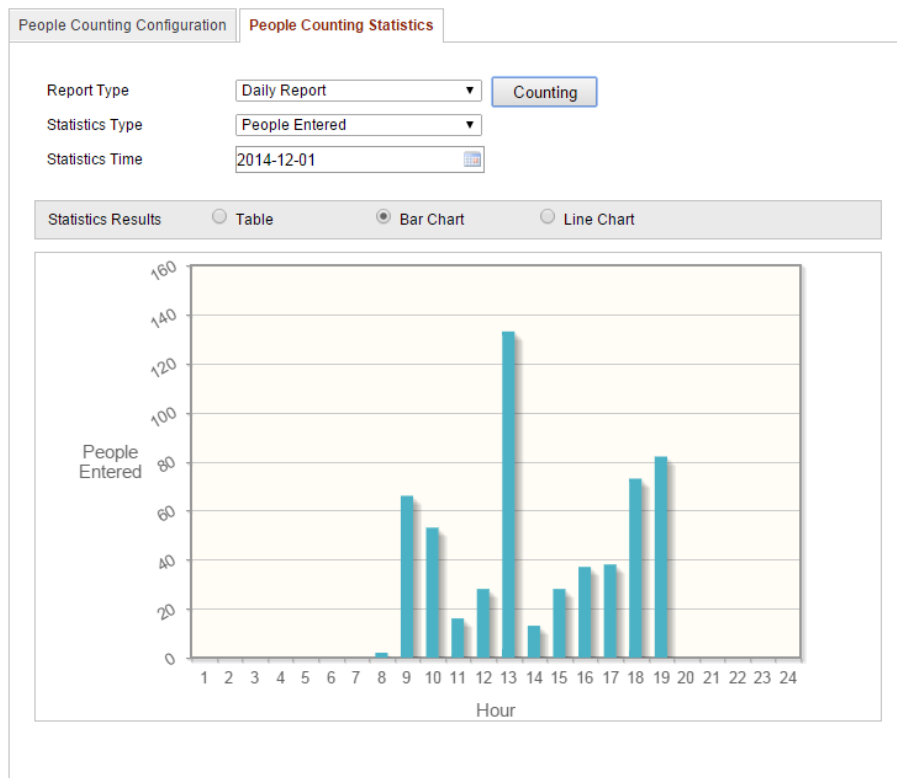 People Counting Configuration People Counting Statistics
Report Type Daily Report Counting
Statistics Type People Entered
Statistics Time 2014-12-01
Statistics Results Table Bar Chart Line Chart
160
140
120
100
80
60
40
20
0
People
Entered
1 2 3 4 5 6 7 8 9 10 11 12 13 14 15 16 17 18 19 20 21 22 23 24
Hour